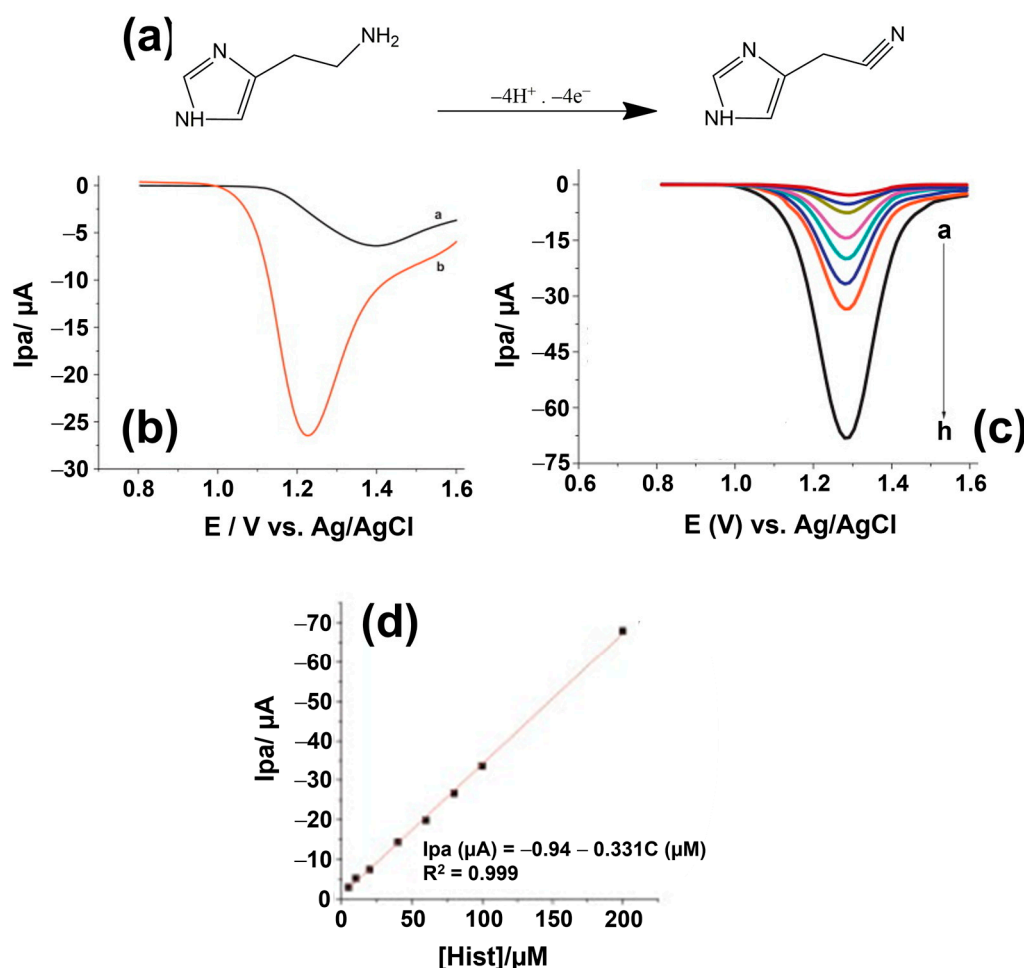 (a)
N
NH₂
NH
–4H⁺ . –4e⁻
N
N
NH
0
–5
–10
–15
–20
–25
–30
Ipa/ µA
a
b
(b)
0.8
1.0
1.2
1.4
1.6
E / V vs. Ag/AgCl
0
–15
–30
–45
–60
–75
Ipa/ µA
a
h
(c)
0.6
0.8
1.0
1.2
1.4
1.6
E (V) vs. Ag/AgCl
(d)
–70
–60
–50
–40
–30
–20
–10
0
Ipa/ µA
Ipa (µA) = –0.94 – 0.331C (µM)
R² = 0.999
0
50
100
150
200
[Hist]/µM